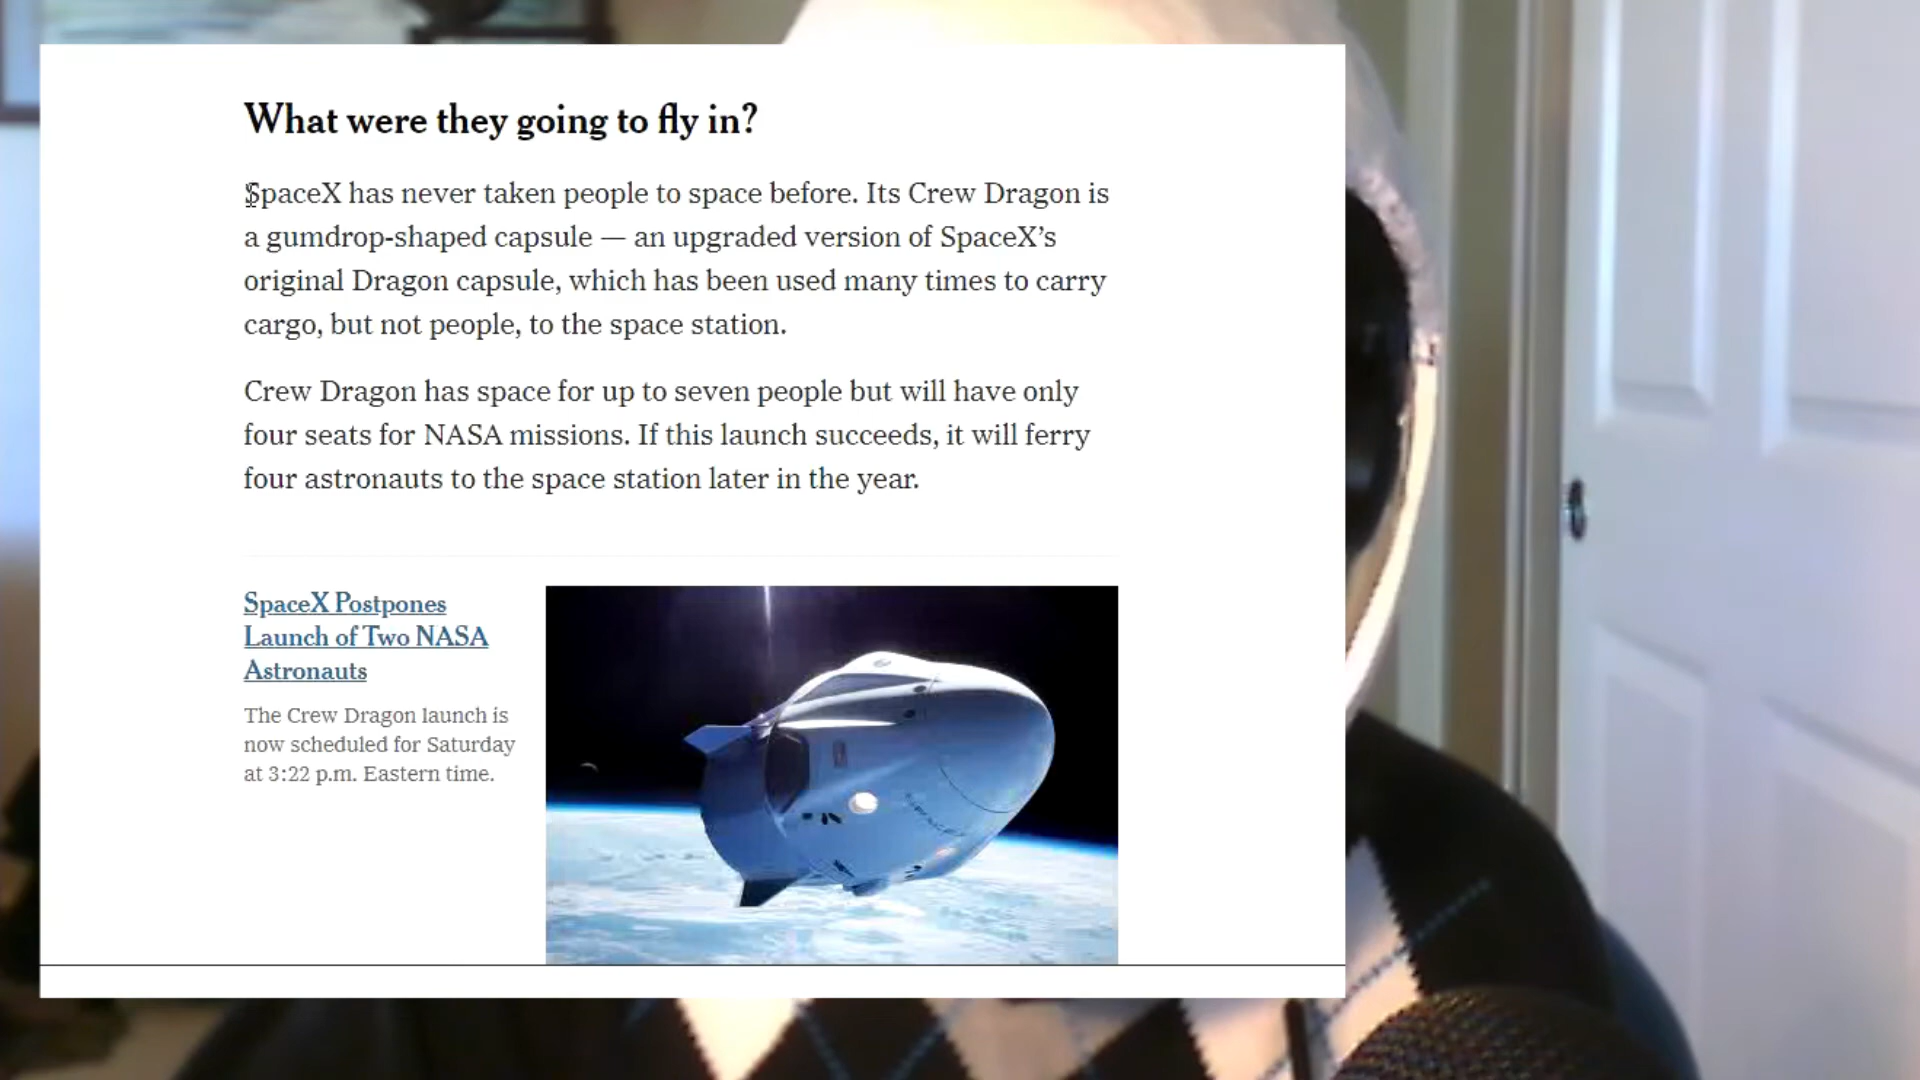 What were they going to fly in?
SpaceX has never taken people to space before. Its Crew Dragon is
a gumdrop-shaped capsule — an upgraded version of SpaceX’s
original Dragon capsule, which has been used many times to carry
cargo, but not people, to the space station.
Crew Dragon has space for up to seven people but will have only
four seats for NASA missions. If this launch succeeds, it will ferry
four astronauts to the space station later in the year.
SpaceX Postpones
Launch of Two NASA
Astronauts
The Crew Dragon launch is
now scheduled for Saturday
at 3:22 p.m. Eastern time.